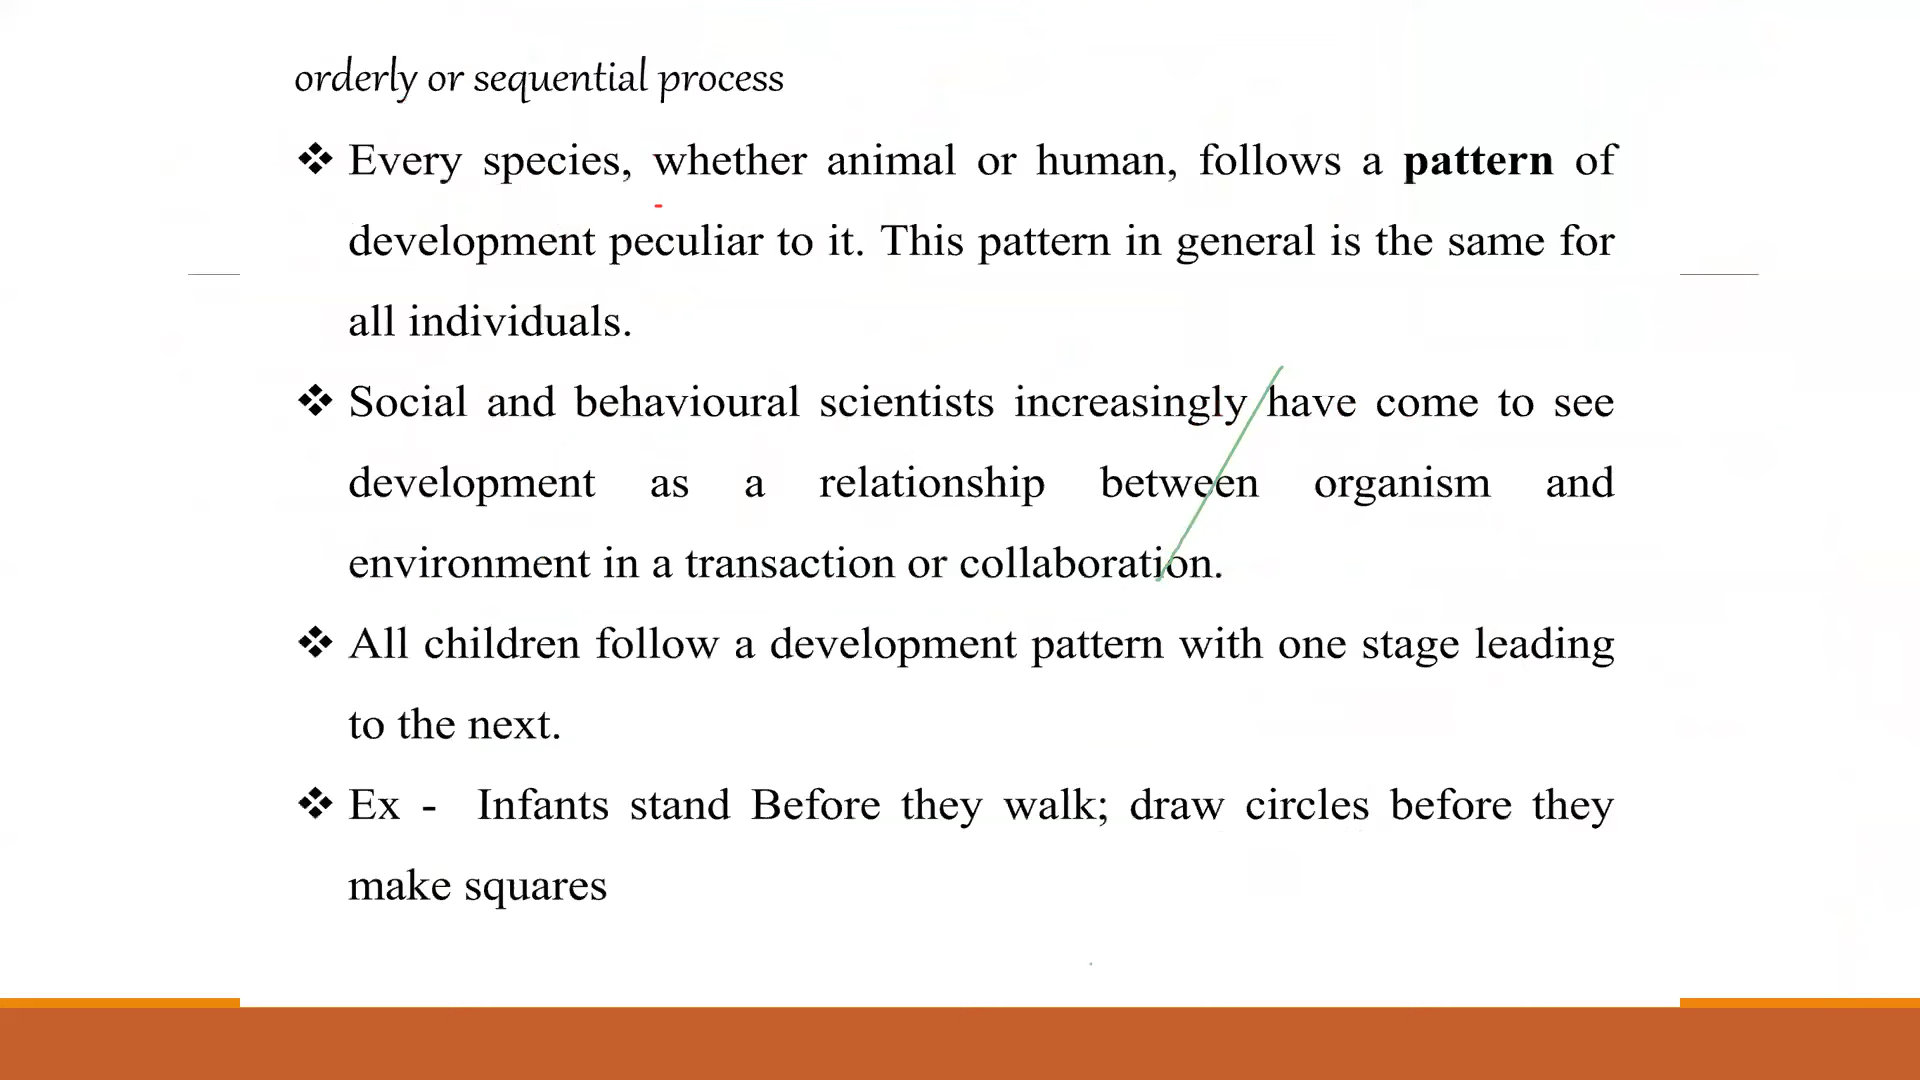 orderly or sequential process
❖ Every species, whether animal or human, follows a pattern of
development peculiar to it. This pattern in general is the same for
all individuals.
❖ Social and behavioural scientists increasingly have come to see
development as a relationship between organism and
environment in a transaction or collaboration.
❖ All children follow a development pattern with one stage leading
to the next.
❖ Ex - Infants stand Before they walk; draw circles before they
make squares